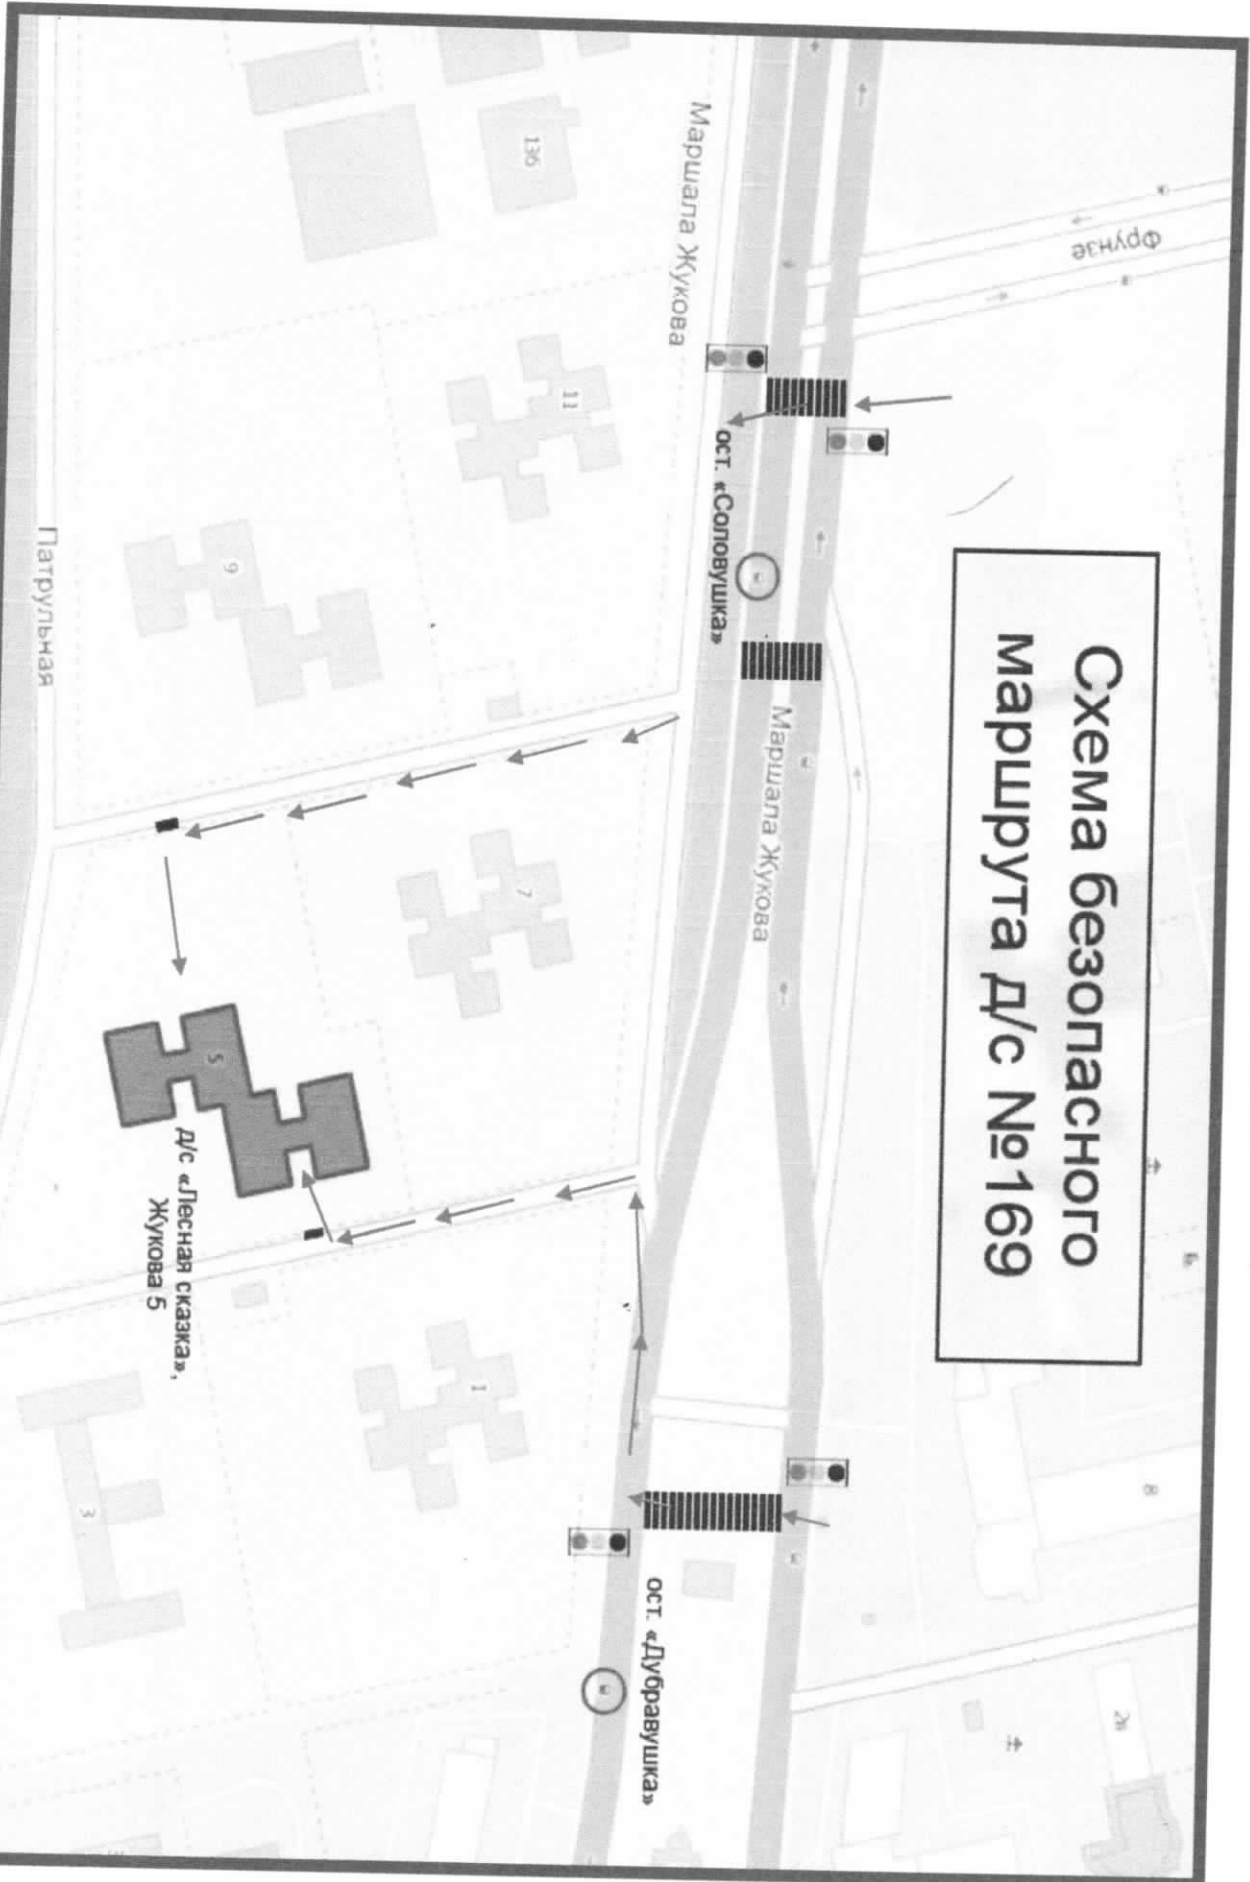 Схема безопасного
маршрута д/с №169
Фрунзе
Маршала Жукова
ост. «Соловушка»
Маршала Жукова
ост. «Дубравушка»
13б
11
9
7
5
д/с «Лесная сказка»,
Жукова 5
1
3
8
2в
Патрульная